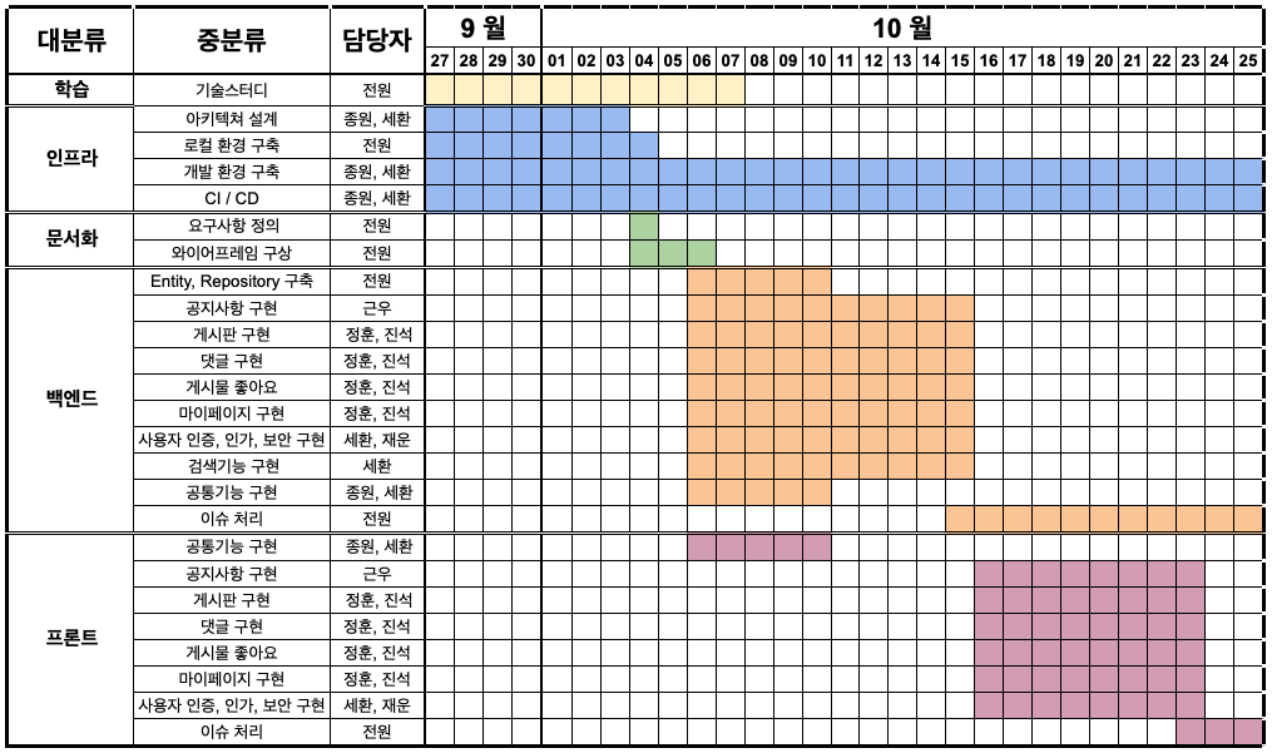 대분류 중분류 담당자 9 월 10 월
27 28 29 30 01 02 03 04 05 06 07 08 09 10 11 12 13 14 15 16 17 18 19 20 21 22 23 24 25
학습 기술스터디 전원
인프라 아키텍쳐 설계 종원, 세환
로컬 환경 구축 전원
개발 환경 구축 종원, 세환
CI / CD 종원, 세환
문서화 요구사항 정의 전원
와이어프레임 구상 전원
백엔드 Entity, Repository 구축 전원
공지사항 구현 근우
게시판 구현 정훈, 진석
댓글 구현 정훈, 진석
게시물 좋아요 정훈, 진석
마이페이지 구현 정훈, 진석
사용자 인증, 인가, 보안 구현 세환, 재운
검색기능 구현 세환
공통기능 구현 종원, 세환
이슈 처리 전원
프론트 공통기능 구현 종원, 세환
공지사항 구현 근우
게시판 구현 정훈, 진석
댓글 구현 정훈, 진석
게시물 좋아요 정훈, 진석
마이페이지 구현 정훈, 진석
사용자 인증, 인가, 보안 구현 세환, 재운
이슈 처리 전원